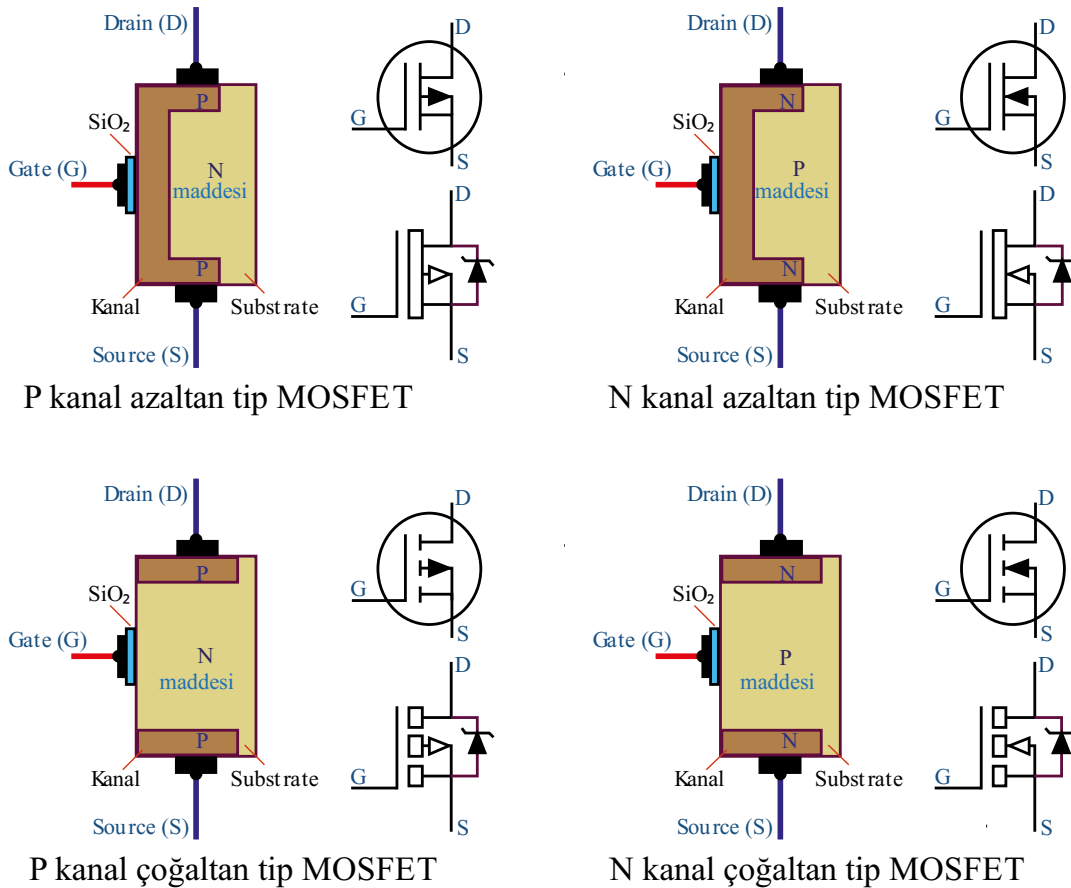 Drain (D)
D
P
SiO₂
G
S
Gate (G)
N
maddesi
D
P
G
Kanal
Substrate
Source (S)
S
P kanal azaltan tip MOSFET
Drain (D)
D
N
SiO₂
G
S
Gate (G)
P
maddesi
D
N
G
Kanal
Substrate
Source (S)
S
N kanal azaltan tip MOSFET
Drain (D)
D
P
SiO₂
G
S
Gate (G)
N
maddesi
D
P
G
Kanal
Substrate
Source (S)
S
P kanal çoğaltan tip MOSFET
Drain (D)
D
N
SiO₂
G
S
Gate (G)
P
maddesi
D
N
G
Kanal
Substrate
Source (S)
S
N kanal çoğaltan tip MOSFET